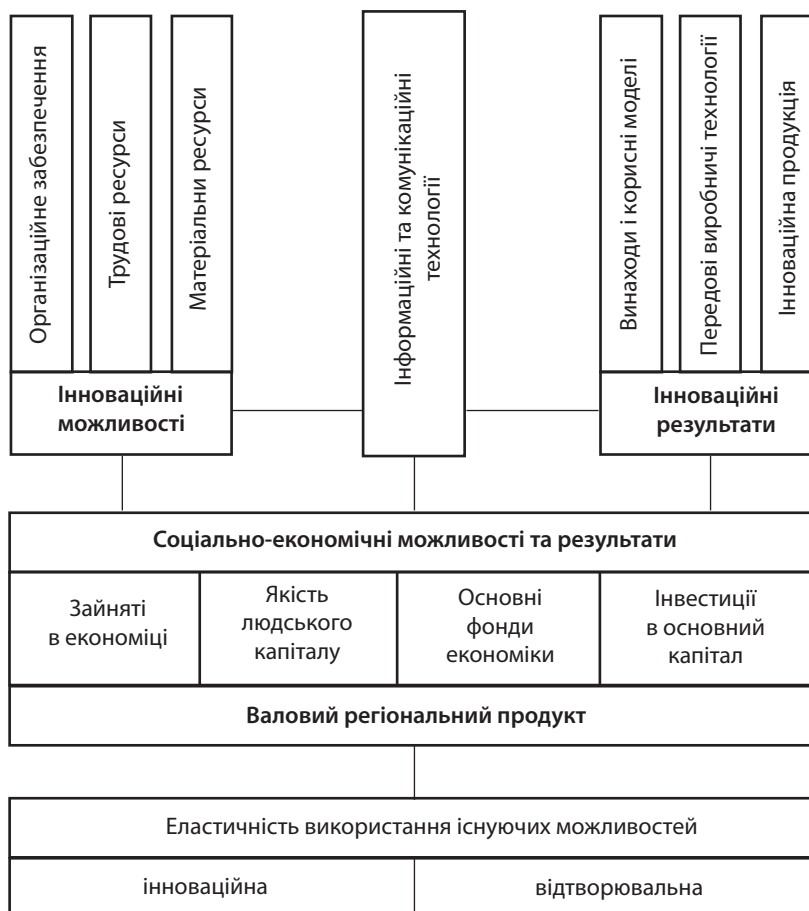 Організаційне забезпечення
Трудові ресурси
Матеріальни ресурси
Інноваційні
можливості
Інформаційні та комунікаційні
технології
Винаходи і корисні моделі
Передові виробничі технології
Інноваційна продукція
Інноваційні
результати
Соціально-економічні можливості та результати
Зайняті
в економіці
Якість
людського
капіталу
Основні
фонди
економіки
Інвестиції
в основний
капітал
Валовий регіональний продукт
Еластичність використання існуючих можливостей
інноваційна
відтворювальна